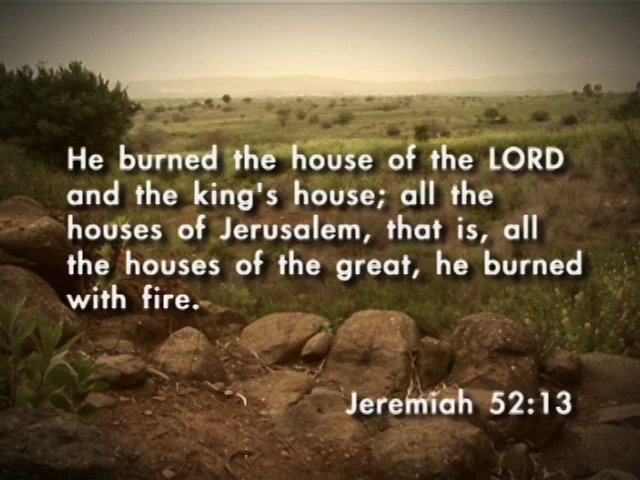 He burned the house of the LORD
and the king's house; all the
houses of Jerusalem, that is, all
the houses of the great, he burned
with fire.
Jeremiah 52:13